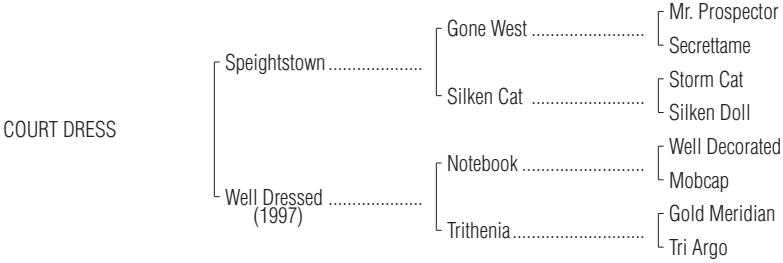 Mr. Prospector
Gone West ........................
Secrettame
Speightstown ....................
Storm Cat
Silken Cat ........................
Silken Doll
COURT DRESS
Well Decorated
Notebook ..........................
Mobcap
Well Dressed ....................
(1997)
Gold Meridian
Trithenia............................
Tri Argo